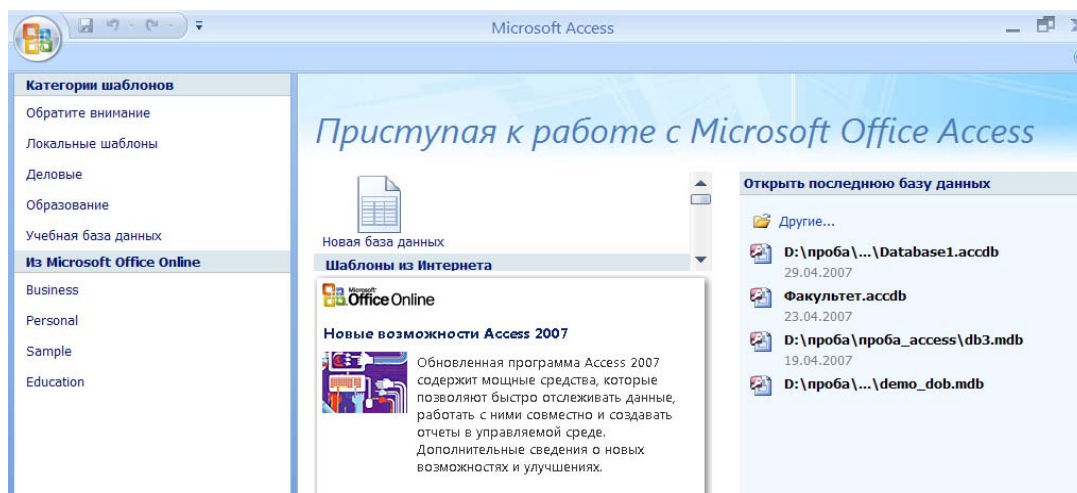 Microsoft Access
Категории шаблонов
Обратите внимание
Локальные шаблоны
Деловые
Образование
Учебная база данных
Из Microsoft Office Online
Business
Personal
Sample
Education
Приступая к работе с Microsoft Office Access
Новая база данных
Шаблоны из Интернета
Microsoft
Office Online
Новые возможности Access 2007
Обновленная программа Access 2007
содержит мощные средства, которые
позволяют быстро отслеживать данные,
работать с ними совместно и создавать
отчеты в управляемой среде.
Дополнительные сведения о новых
возможностях и улучшениях.
Открыть последнюю базу данных
Другие...
D:\проба\...\Database1.accdb
29.04.2007
Факультет.accdb
23.04.2007
D:\проба\проба_access\db3.mdb
19.04.2007
D:\проба\...\demo_dob.mdb